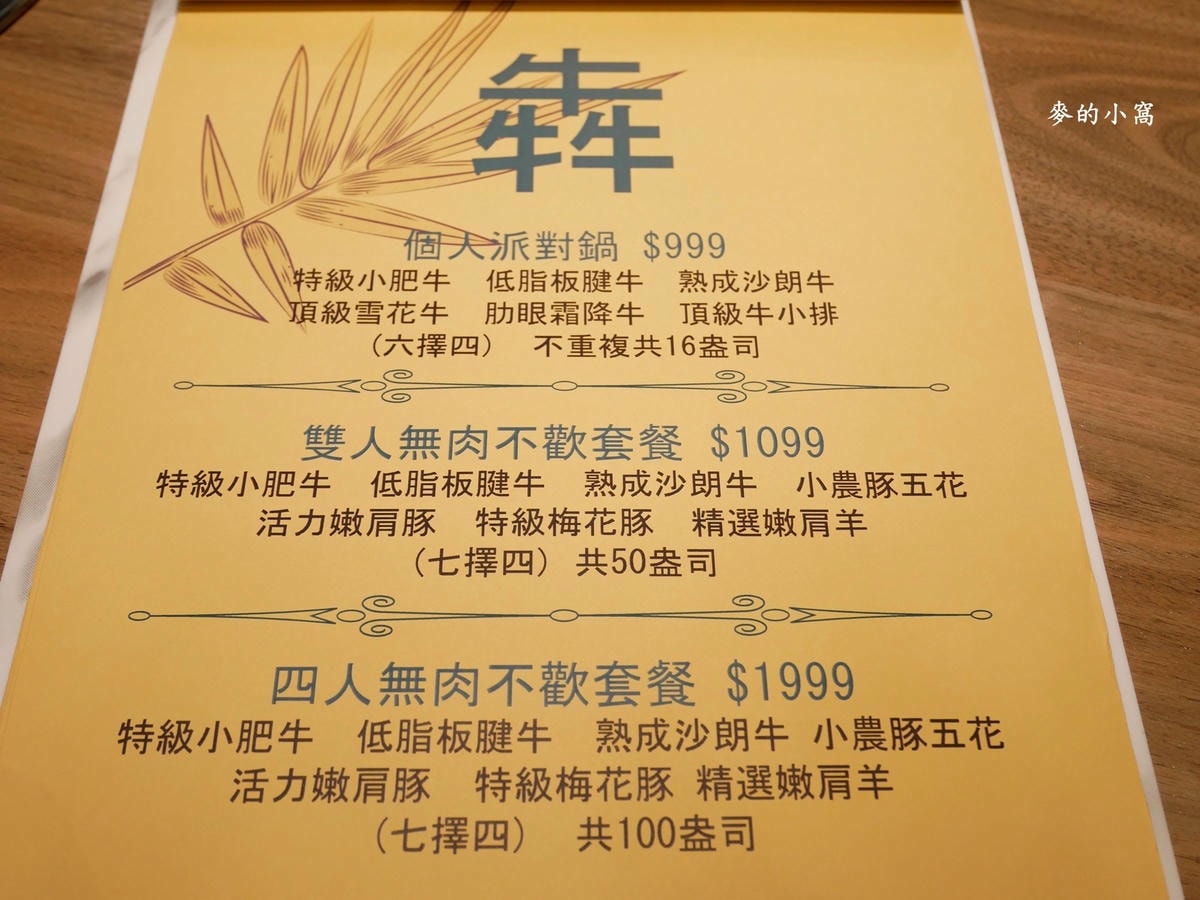 犇
麥的小窩
個人派對鍋 $999
特級小肥牛 低脂板腱牛 熟成沙朗牛
頂級雪花牛 肋眼霜降牛 頂級牛小排
(六擇四) 不重複共16盎司
雙人無肉不歡套餐 $1099
特級小肥牛 低脂板腱牛 熟成沙朗牛 小農豚五花
活力嫩肩豚 特級梅花豚 精選嫩肩羊
(七擇四) 共50盎司
四人無肉不歡套餐 $1999
特級小肥牛 低脂板腱牛 熟成沙朗牛 小農豚五花
活力嫩肩豚 特級梅花豚 精選嫩肩羊
(七擇四) 共100盎司